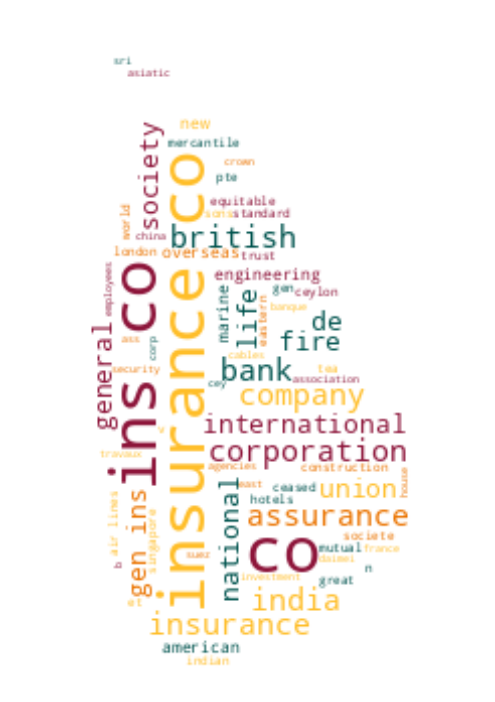 sri
asiatic
new
society
mercantile
insurance co
crown
pte
equitable
world
sons
standard
china
british
london
overseas
trust
ins co
employees
engineering
marine
life
gen
ceylon
eastern
banque
general
de
ass
corp
fire
cables
security
bank
tea
cey
association
company
v
international
corporation
travaux
agencies
construction
house
east
ceased
union
national
hotels
air lines
gen ins
singapore
assurance
societe
co
mutual
france
suez
daimei
b
n
investment
great
india
insurance
american
indian